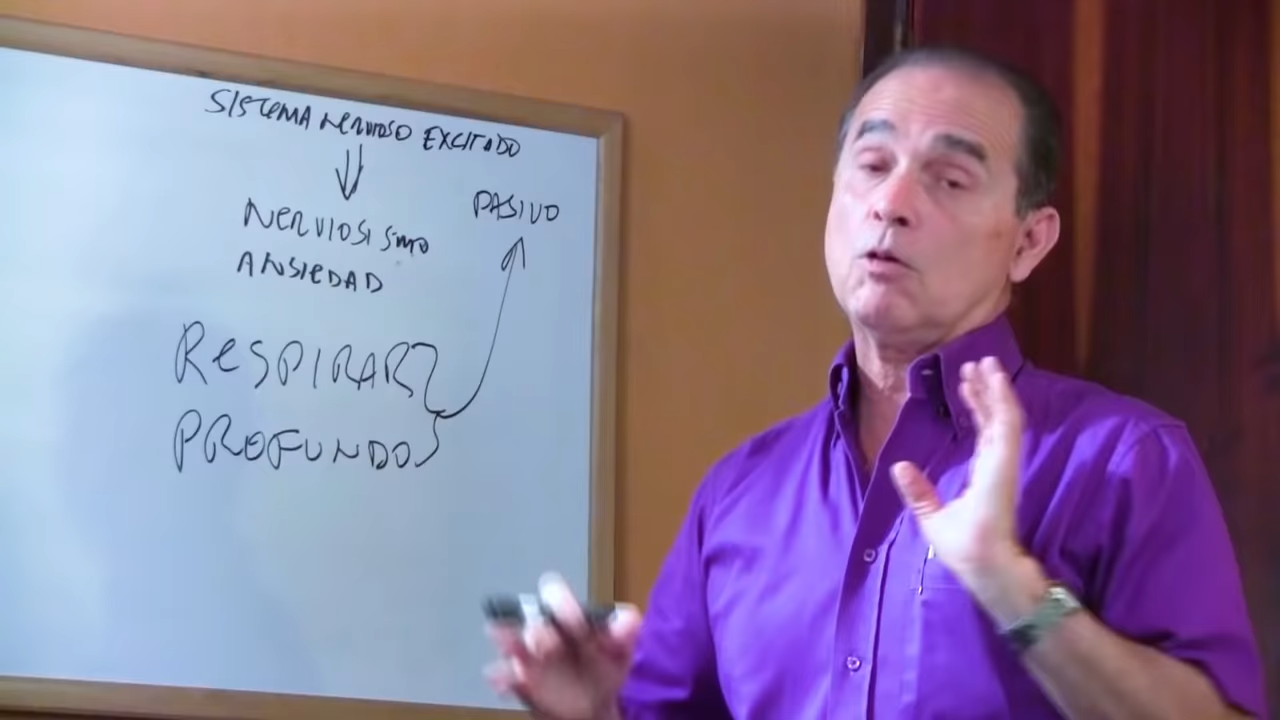 SISTEMA NERVIOSO EXCITADO
NERVIOSISMO
ANSIEDAD
PASIVO
RESPIRAR
PROFUNDO